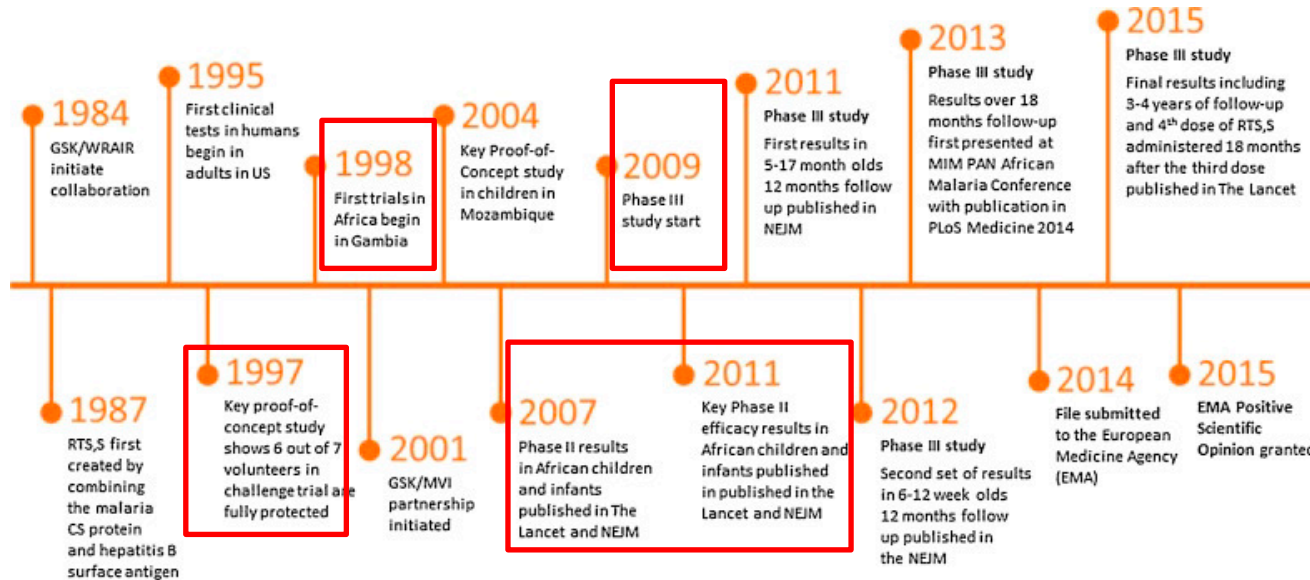 1984
GSK/WRAIR
initiate
collaboration
1995
First clinical
tests in humans
begin in
adults in US
1998
First trials in
Africa begin
in Gambia
2004
Key Proof-of-
Concept study
in children in
Mozambique
2009
Phase III
study start
2011
Phase III study
First results in
5-17 month olds
12 months follow
up published in
NEJM
2013
Phase III study
Results over 18
months follow-up
first presented at
MIM PAN African
Malaria Conference
with publication in
PLoS Medicine 2014
2015
Phase III study
Final results including
3-4 years of follow-up
and 4th dose of RTS,S
administered 18 months
after the third dose
published in The Lancet
1987
RTS,S first
created by
combining
the malaria
CS protein
and hepatitis B
surface antigen
1997
Key proof-of-
concept study
shows 6 out of 7
volunteers in
challenge trial are
fully protected
2001
GSK/MVI
partnership
initiated
2007
Phase II results
in African children
and infants
published in The
Lancet and NEJM
2011
Key Phase II
efficacy results in
African children and
infants published
in published in the
Lancet and NEJM
2012
Phase III study
Second set of results
in 6-12 week olds
12 months follow
up published in
the NEJM
2014
File submitted
to the European
Medicine Agency
(EMA)
2015
EMA Positive
Scientific
Opinion granted